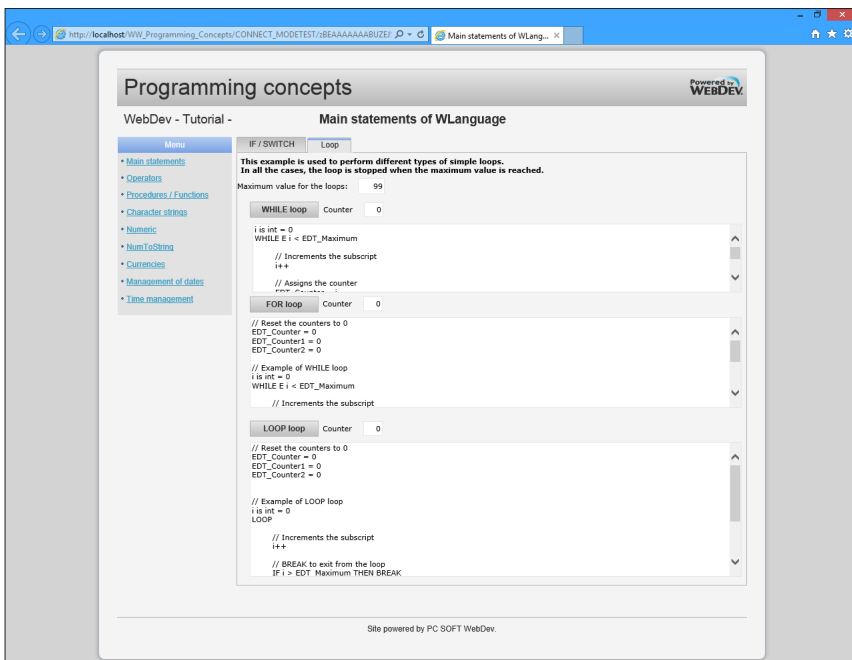 http://localhost/WW_Programming_Concepts/CONNECT_MODETEST/zBEAAAAAABUZEJ
Main statements of WLang... ×
Programming concepts
Powered by
WEBDEV.
WebDev - Tutorial -
Main statements of WLanguage
Menu
• Main statements
• Operators
• Procedures / Functions
• Character strings
• Numeric
• NumToString
• Currencies
• Management of dates
• Time management
IF / SWITCH Loop
This example is used to perform different types of simple loops.
In all the cases, the loop is stopped when the maximum value is reached.
Maximum value for the loops: 99
WHILE loop Counter 0
i is int = 0
WHILE E i < EDT_Maximum
// Increments the subscript
i++
// Assigns the counter
EDT_Counter = i
FOR loop Counter 0
// Reset the counters to 0
EDT_Counter = 0
EDT_Counter1 = 0
EDT_Counter2 = 0
// Example of WHILE loop
i is int = 0
WHILE E i < EDT_Maximum
// Increments the subscript
LOOP loop Counter 0
// Reset the counters to 0
EDT_Counter = 0
EDT_Counter1 = 0
EDT_Counter2 = 0
// Example of LOOP loop
i is int = 0
LOOP
// Increments the subscript
i++
// BREAK to exit from the loop
IF i > EDT_Maximum THEN BREAK
Site powered by PC SOFT WebDev.